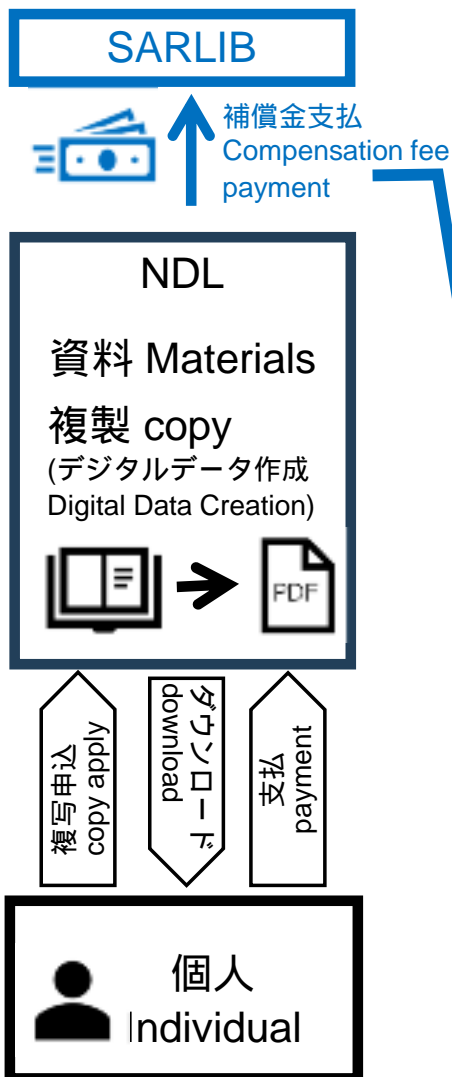 SARLIB
補償金支払
Compensation fee
payment
NDL
資料 Materials
複製 copy
(デジタルデータ作成
Digital Data Creation)
FDF
複写申込
copy apply
ダウンロード
download
支払
payment
個人
Individual